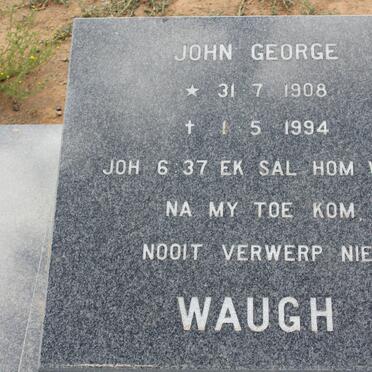 JOHN GEORGE
★ 31 7 1908
✝ 1 5 1994
JOH 6 37 EK SAL HOM
NA MY TOE KOM
NOOIT VERWERP NIE
WAUGH